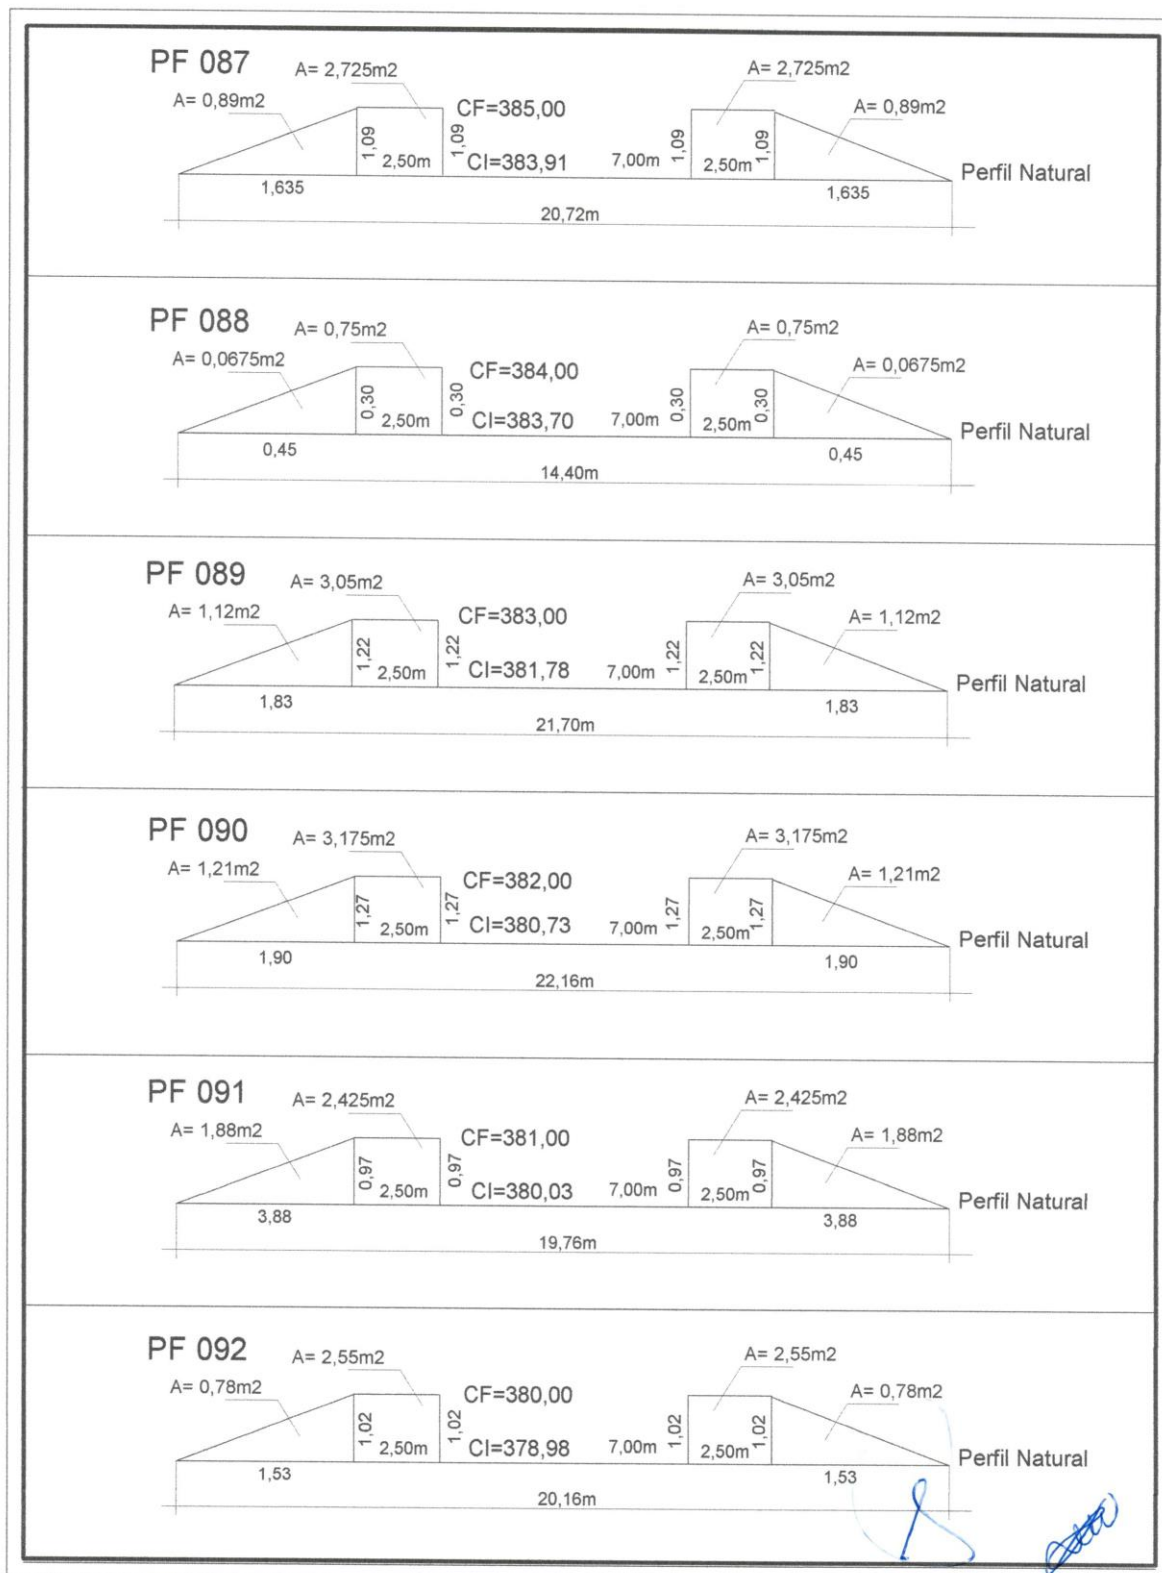 PF 087
A= 2,725m2
A= 2,725m2
A= 0,89m2
CF=385,00
A= 0,89m2
1,09
2,50m
1,09
CI=383,91
7,00m
1,09
2,50m
1,09
Perfil Natural
1,635
1,635
20,72m
PF 088
A= 0,75m2
A= 0,75m2
A= 0,0675m2
CF=384,00
A= 0,0675m2
0,30
2,50m
0,30
CI=383,70
7,00m
0,30
2,50m
0,30
Perfil Natural
0,45
0,45
14,40m
PF 089
A= 3,05m2
A= 3,05m2
A= 1,12m2
CF=383,00
A= 1,12m2
1,22
2,50m
1,22
CI=381,78
7,00m
1,22
2,50m
1,22
Perfil Natural
1,83
1,83
21,70m
PF 090
A= 3,175m2
A= 3,175m2
A= 1,21m2
CF=382,00
A= 1,21m2
1,27
2,50m
1,27
CI=380,73
7,00m
1,27
2,50m
1,27
Perfil Natural
1,90
1,90
22,16m
PF 091
A= 2,425m2
A= 2,425m2
A= 1,88m2
CF=381,00
A= 1,88m2
0,97
2,50m
0,97
CI=380,03
7,00m
0,97
2,50m
0,97
Perfil Natural
3,88
3,88
19,76m
PF 092
A= 2,55m2
A= 2,55m2
A= 0,78m2
CF=380,00
A= 0,78m2
1,02
2,50m
1,02
CI=378,98
7,00m
1,02
2,50m
1,02
Perfil Natural
1,53
1,53
20,16m